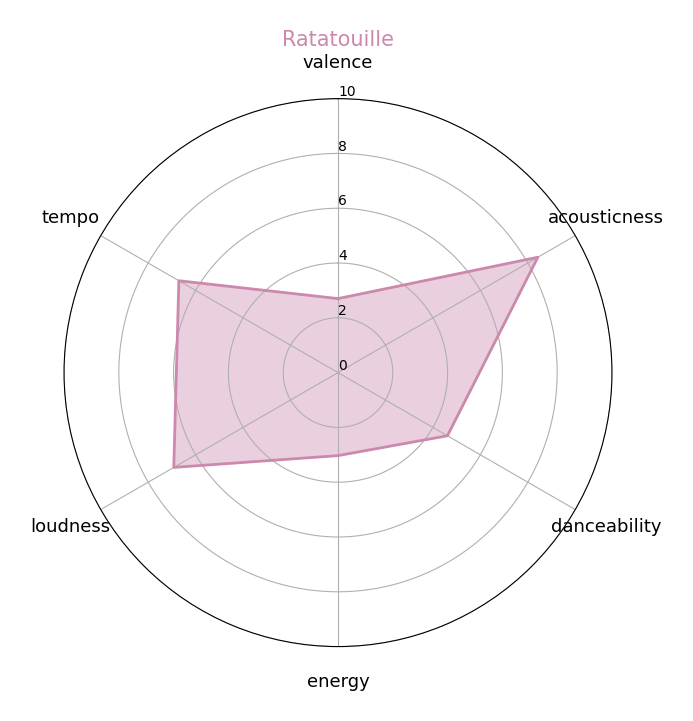 Ratatouille
valence
10
8
tempo
6
acousticness
4
2
0
loudness
danceability
energy